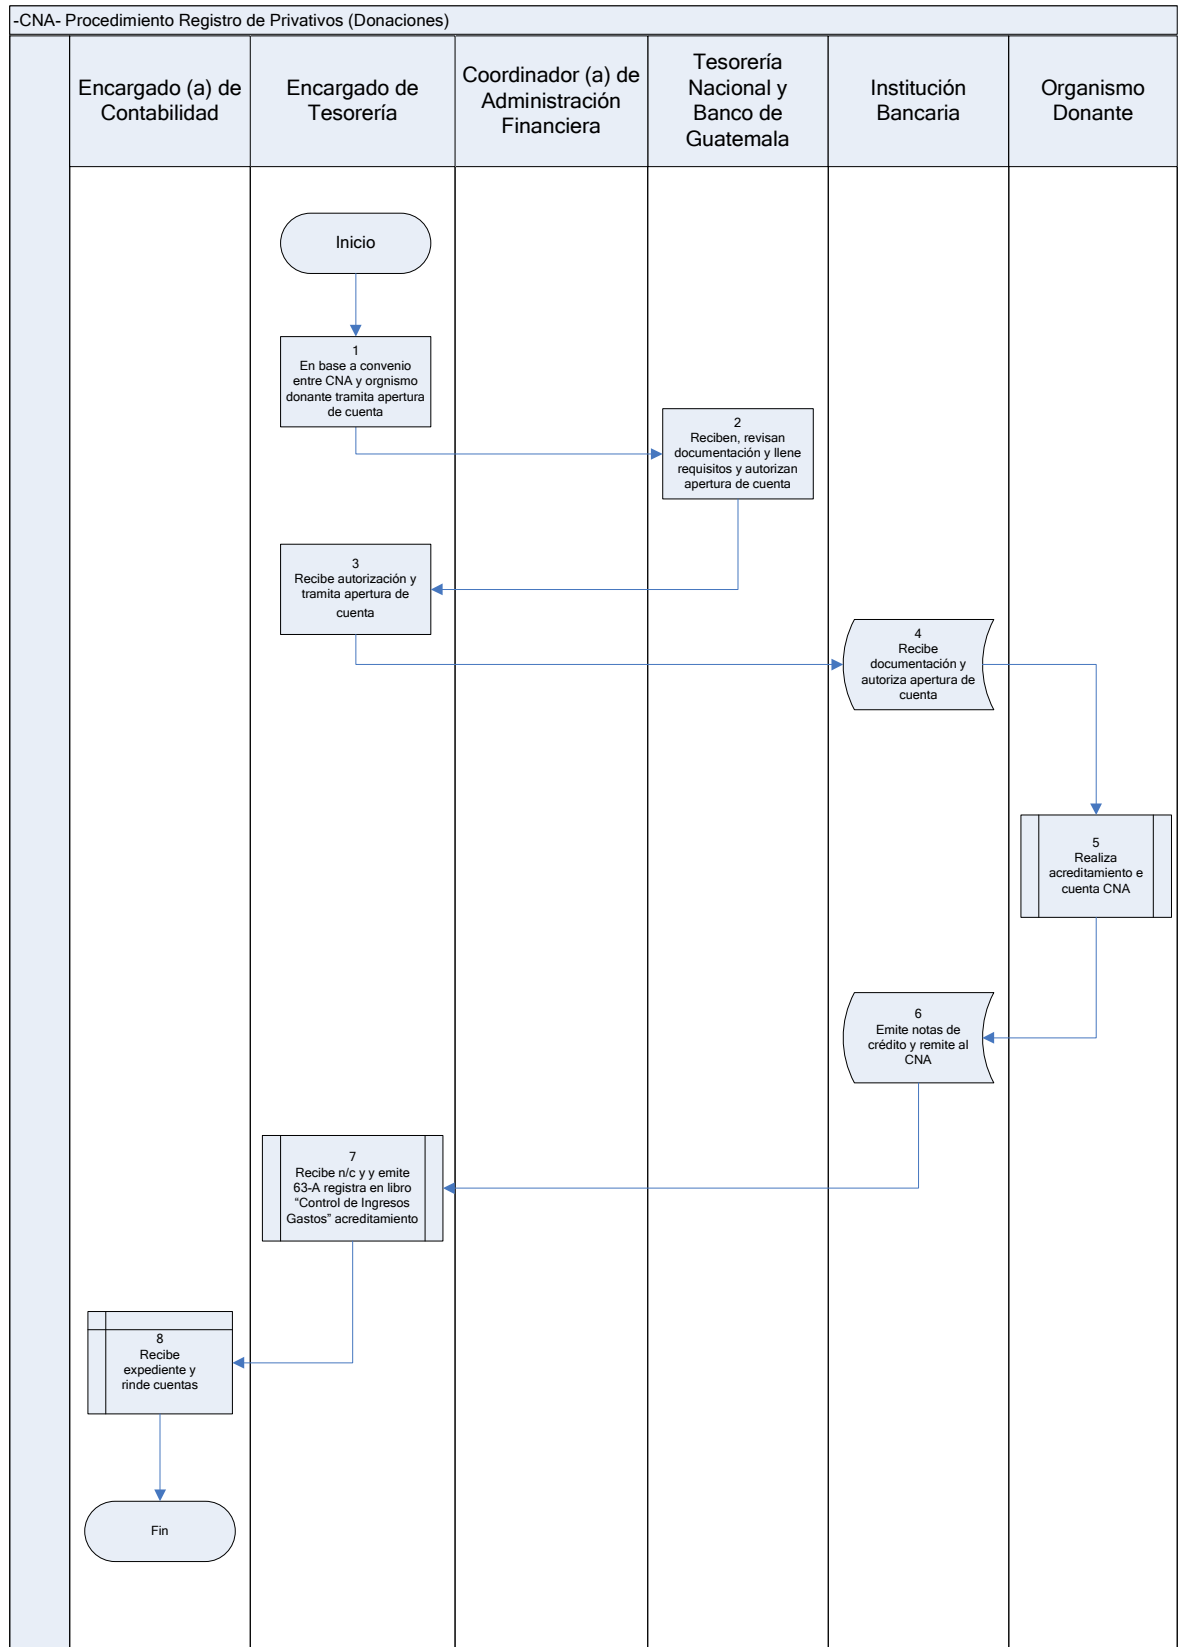 -CNA- Procedimiento Registro de Privativos (Donaciones)
Encargado (a) de
Contabilidad
Encargado de
Tesorería
Coordinador (a) de
Administración
Financiera
Tesorería
Nacional y
Banco de
Guatemala
Institución
Bancaria
Organismo
Donante
Inicio
1
En base a convenio
entre CNA y orgnismo
donante tramita apertura
de cuenta
2
Reciben, revisan
documentación y llene
requisitos y autorizan
apertura de cuenta
3
Recibe autorización y
tramita apertura de
cuenta
4
Recibe
documentación y
autoriza apertura de
cuenta
5
Realiza
acreditamiento e
cuenta CNA
6
Emite notas de
crédito y remite al
CNA
7
Recibe n/c y y emite
63-A registra en libro
“Control de Ingresos
Gastos” acreditamiento
8
Recibe
expediente y
rinde cuentas
Fin